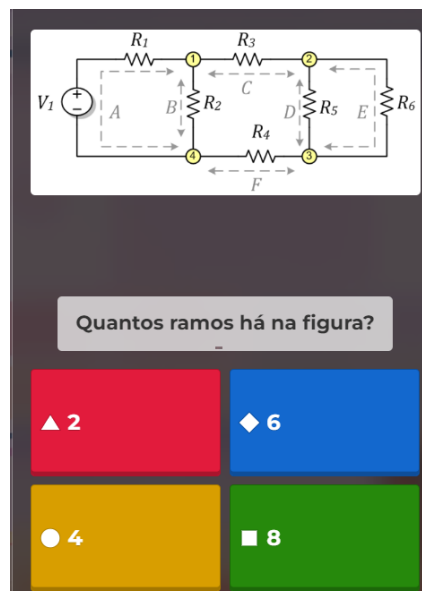 R1 R3
1 2
V1 + − A B R2 C D R5 E R6
R4
4 3
F
Quantos ramos há na figura?
2
6
4
8